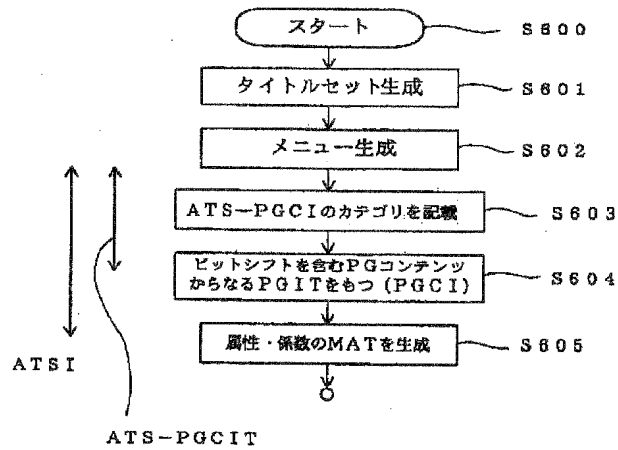 スタート
S600
タイトルセット生成
S601
メニュー生成
S602
ATS-PGCIのカテゴリを記載
S603
ビットシフトを含むPGコンテンツ
からなるPGITをもつ(PGCI)
S604
属性・係数のMATを生成
S605
ATSI
ATS-PGCIT